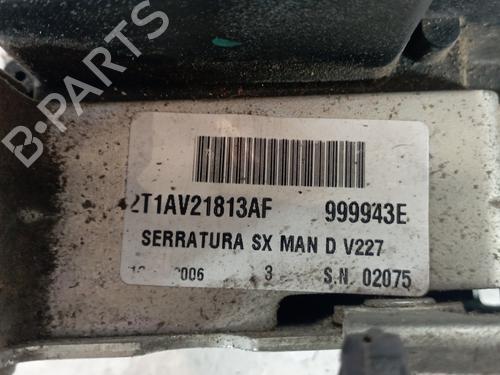 B-PARTS
2T1AV21813AF 999943E
SERRATURA SX MAN D V227
3 S.N. 02075